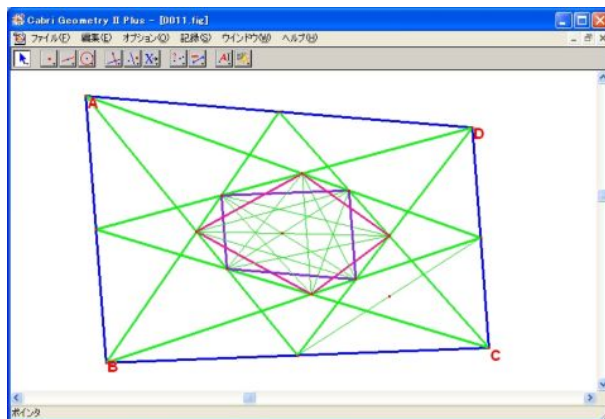 Cabri Geometry II Plus - [0011.fig]
ファイル(F) 編集(E) オプション(O) 記録(S) ウインドウ(W) ヘルプ(H)
A
D
B
C
ポインタ